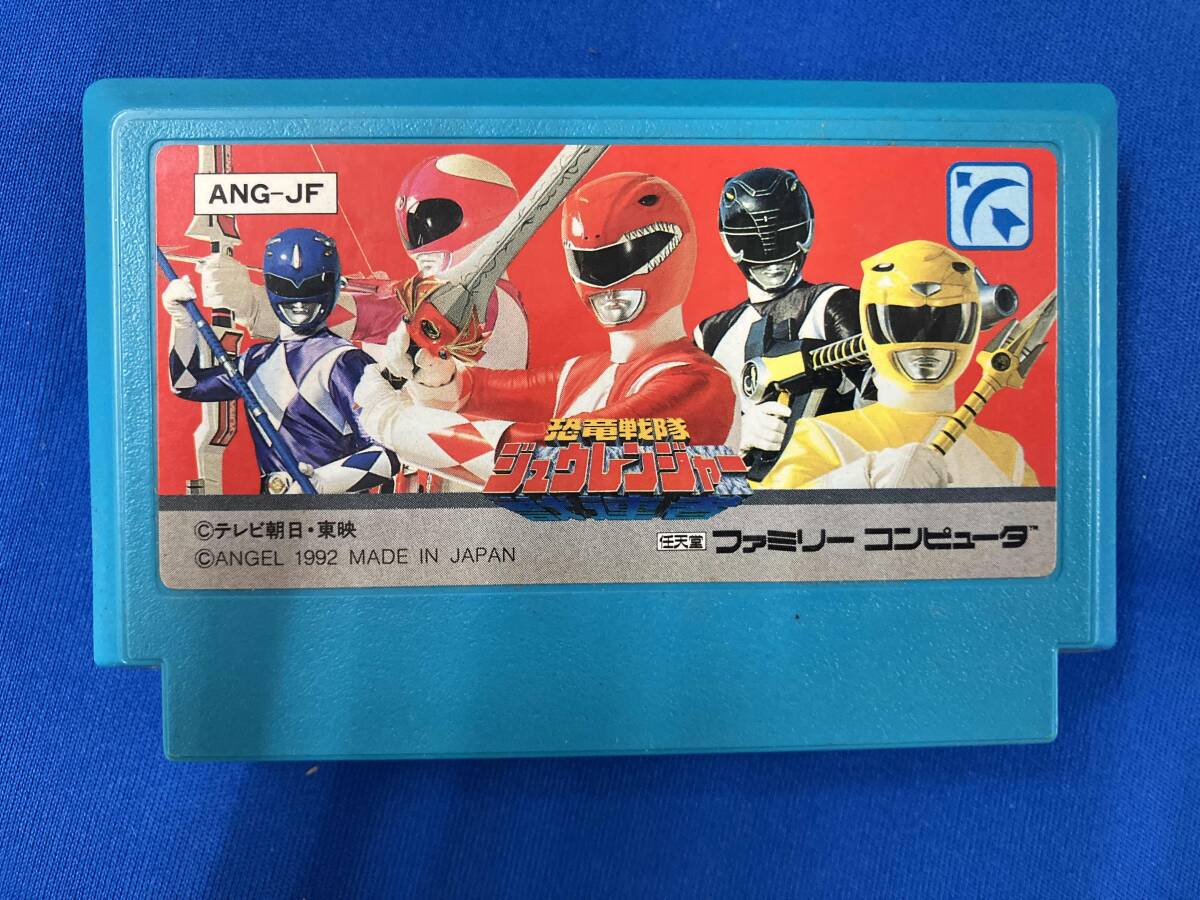 ANG-JF
恐竜戦隊
ジュウレンジャー
©テレビ朝日・東映
©ANGEL 1992 MADE IN JAPAN
任天堂 ファミリー コンピュータ™